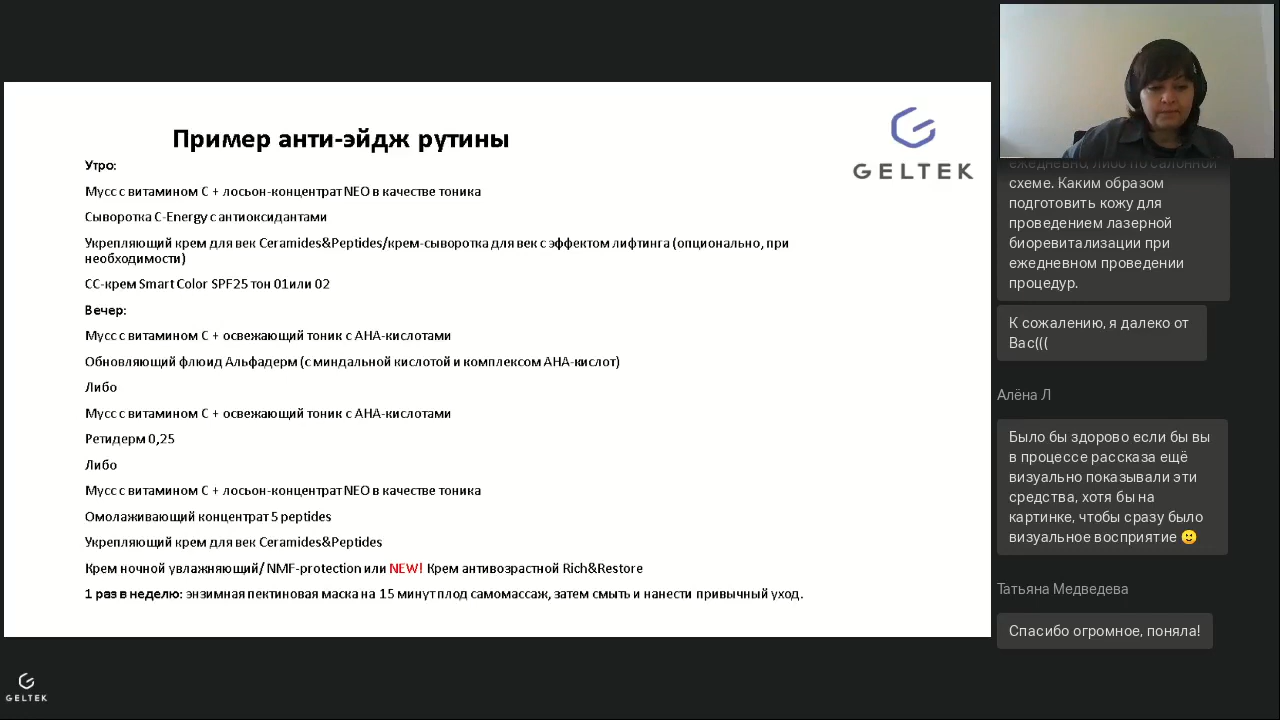 Пример анти-эйдж рутины
GELTEK
Утро:
Мусс с витамином С + лосьон-концентрат NEO в качестве тоника
Сыворотка C-Energy с антиоксидантами
Укрепляющий крем для век Ceramides&Peptides/крем-сыворотка для век с эффектом лифтинга (опционально, при
необходимости)
СС-крем Smart Color SPF25 тон 01или 02
Вечер:
Мусс с витамином С + освежающий тоник с АНА-кислотами
Обновляющий флюид Альфадерм (с миндальной кислотой и комплексом АНА-кислот)
Либо
Мусс с витамином С + освежающий тоник с АНА-кислотами
Ретидерм 0,25
Либо
Мусс с витамином С + лосьон-концентрат NEO в качестве тоника
Омолаживающий концентрат 5 peptides
Укрепляющий крем для век Ceramides&Peptides
Крем ночной увлажняющий/ NMF-protection или NEW! Крем антивозрастной Rich&Restore
1 раз в неделю: энзимная пектиновая маска на 15 минут плод самомассаж, затем смыть и нанести привычный уход.
GELTEK
ежедневно, либо по салонной
схеме. Каким образом
подготовить кожу для
проведением лазерной
биоревитализации при
ежедневном проведении
процедур.
К сожалению, я далеко от
Вас(((
Алёна Л
Было бы здорово если бы вы
в процессе рассказа ещё
визуально показывали эти
средства, хотя бы на
картинке, чтобы сразу было
визуальное восприятие 🙂
Татьяна Медведева
Спасибо огромное, поняла!